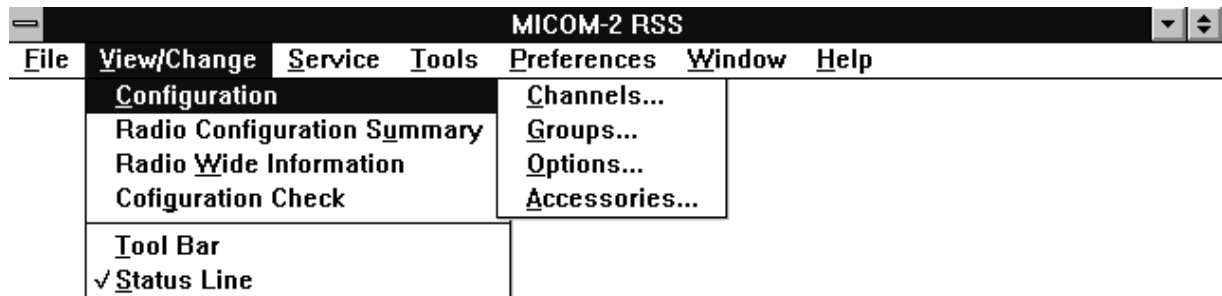 MICOM-2 RSS
File View/Change Service Tools Preferences Window Help
Configuration Channels...
Radio Configuration Summary Groups...
Radio Wide Information Options...
Cofiguration Check Accessories...
Tool Bar
√ Status Line